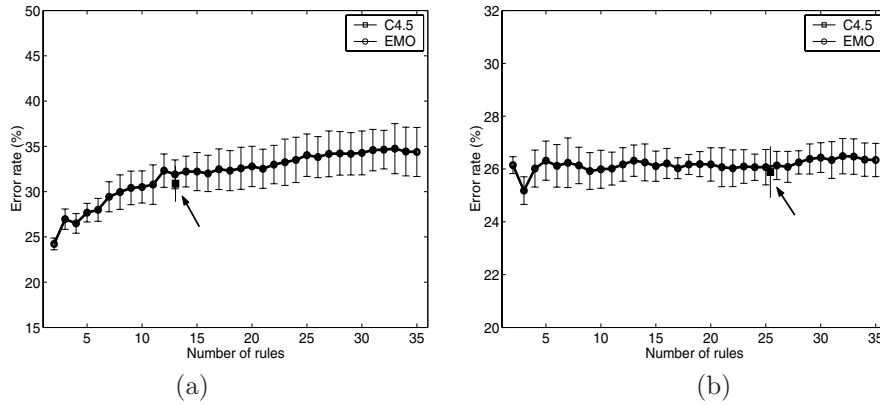 50
45
40
35
30
25
20
15
Error rate (%)
C4.5
EMO
5 10 15 20 25 30 35
Number of rules
(a)
32
30
28
26
24
22
20
Error rate (%)
C4.5
EMO
5 10 15 20 25 30 35
Number of rules
(b)